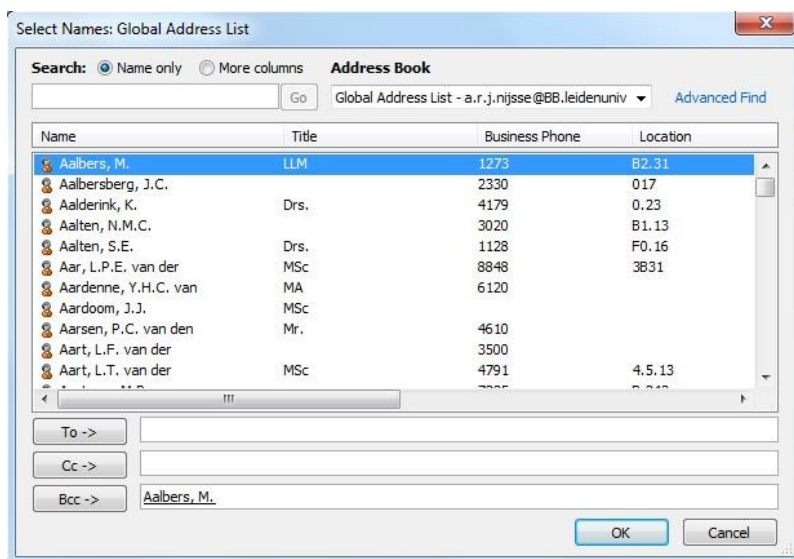 Select Names: Global Address List
Search: Name only More columns Address Book
Go Global Address List - a.r.j.nijsse@BB.leidenuniv Advanced Find
Name Title Business Phone Location
Aalbers, M. LLM 1273 B2.31
Aalbersberg, J.C. 2330 017
Aalderink, K. Drs. 4179 0.23
Aalten, N.M.C. 3020 B1.13
Aalten, S.E. Drs. 1128 F0.16
Aar, L.P.E. van der MSc 8848 3B31
Aardenne, Y.H.C. van MA 6120
Aardoom, J.J. MSc
Aarsen, P.C. van den Mr. 4610
Aart, L.F. van der 3500
Aart, L.T. van der MSc 4791 4.5.13
To ->
Cc ->
Bcc -> Aalbers, M.
OK Cancel